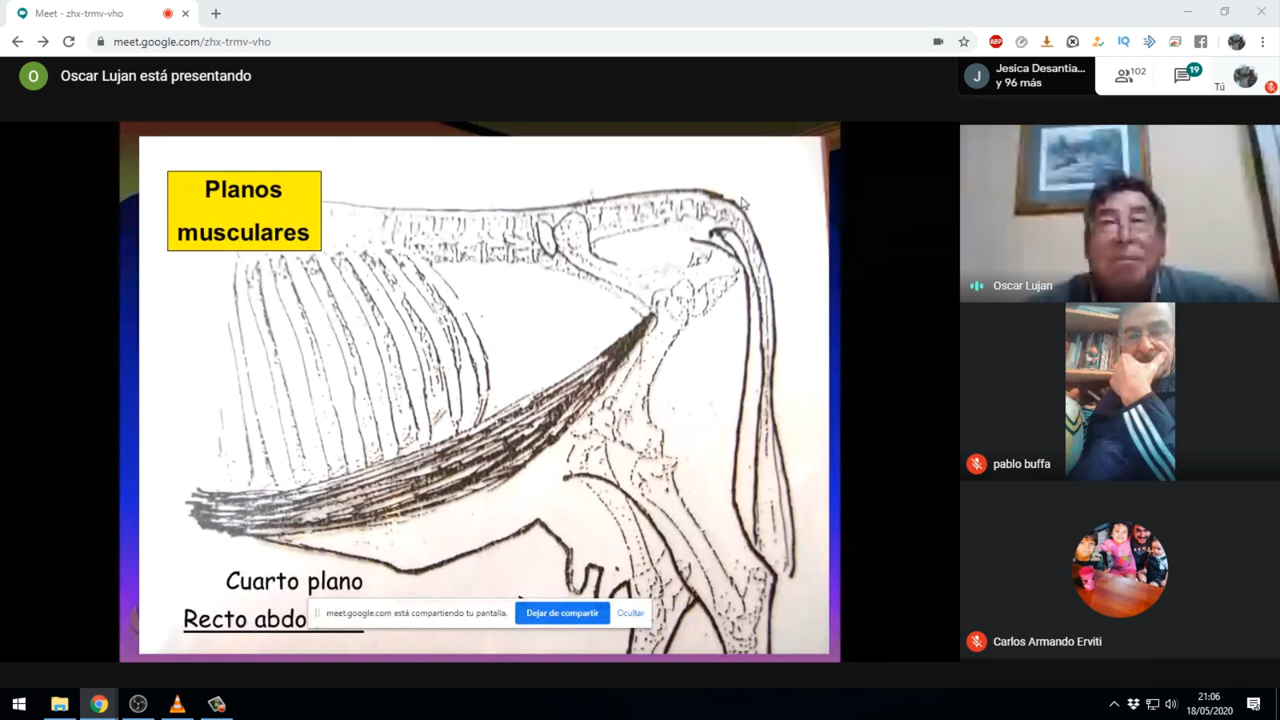 Meet - zhx-trmv-vho
meet.google.com/zhx-trmv-vho
ABP
IQ
O
Oscar Lujan está presentando
J
Jesica Desantia...
y 96 más
102
19
Tú
Planos
musculares
Oscar Lujan
pablo buffa
Cuarto plano
Recto abdo
meet.google.com está compartiendo tu pantalla.
Dejar de compartir
Ocultar
Carlos Armando Erviti
21:06
18/05/2020